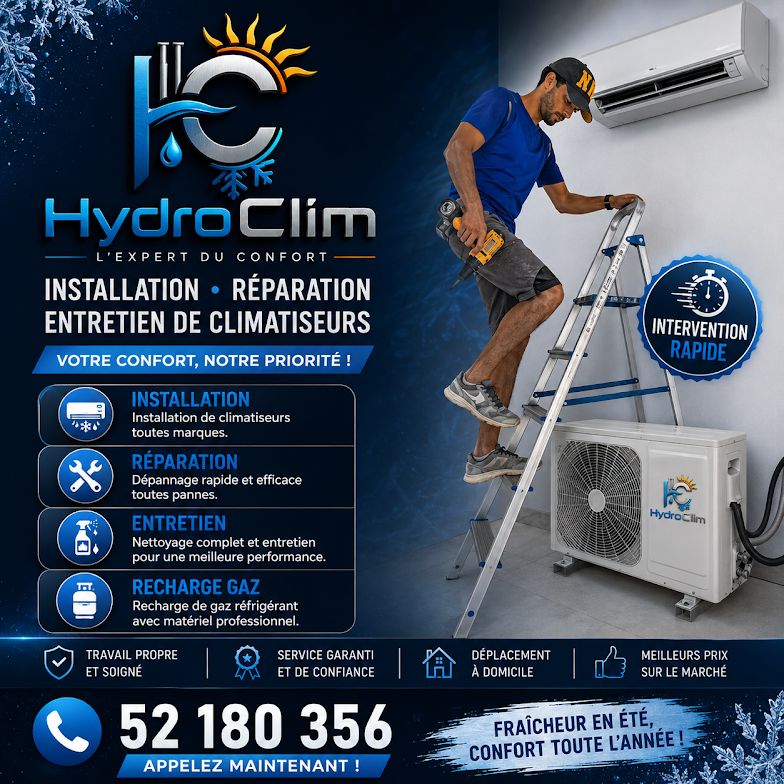 HC
HydroClim
L'EXPERT DU CONFORT
INSTALLATION • RÉPARATION
ENTRETIEN DE CLIMATISEURS
VOTRE CONFORT, NOTRE PRIORITÉ !
INSTALLATION
Installation de climatiseurs
toutes marques.
RÉPARATION
Dépannage rapide et efficace
toutes pannes.
ENTRETIEN
Nettoyage complet et entretien
pour une meilleure performance.
RECHARGE GAZ
Recharge de gaz réfrigérant
avec matériel professionnel.
INTERVENTION
RAPIDE
HC
HydroClim
TRAVAIL PROPRE
ET SOIGNÉ
SERVICE GARANTI
ET DE CONFIANCE
DÉPLACEMENT
À DOMICILE
MEILLEURS PRIX
SUR LE MARCHÉ
52 180 356
APPELEZ MAINTENANT !
FRAÎCHEUR EN ÉTÉ,
CONFORT TOUTE L'ANNÉE !